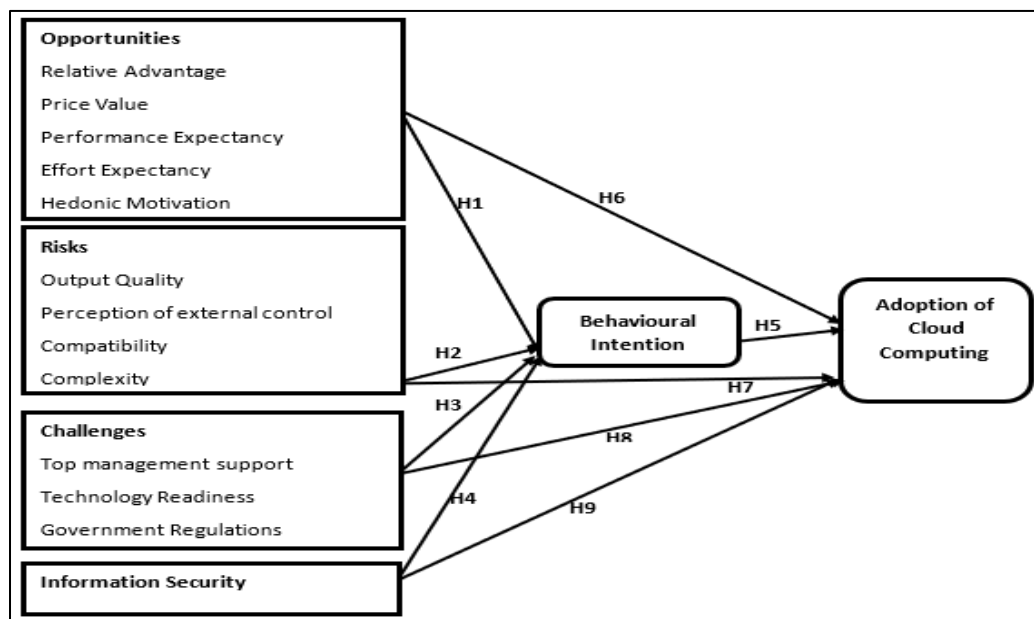 Opportunities
Relative Advantage
Price Value
Performance Expectancy
Effort Expectancy
Hedonic Motivation
H1
H6
Risks
Output Quality
Perception of external control
Compatibility
Complexity
H2
H3
Behavioural
Intention
H5
Adoption of
Cloud
Computing
H7
Challenges
Top management support
Technology Readiness
Government Regulations
H8
H4
H9
Information Security